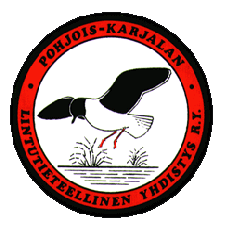 POHJOIS-KARJALAN
LINTUTIETEELLINEN YHDISTYS R.Y.